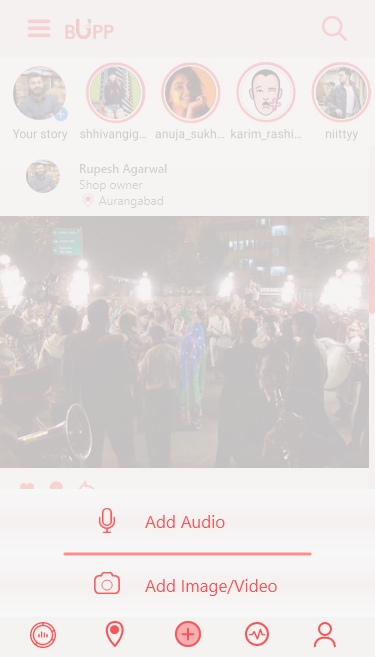 BUPP
Your story
shhivangig...
anuja_sukh...
karim_rashi...
niittyy
Rupesh Agarwal
Shop owner
Aurangabad
Add Audio
Add Image/Video